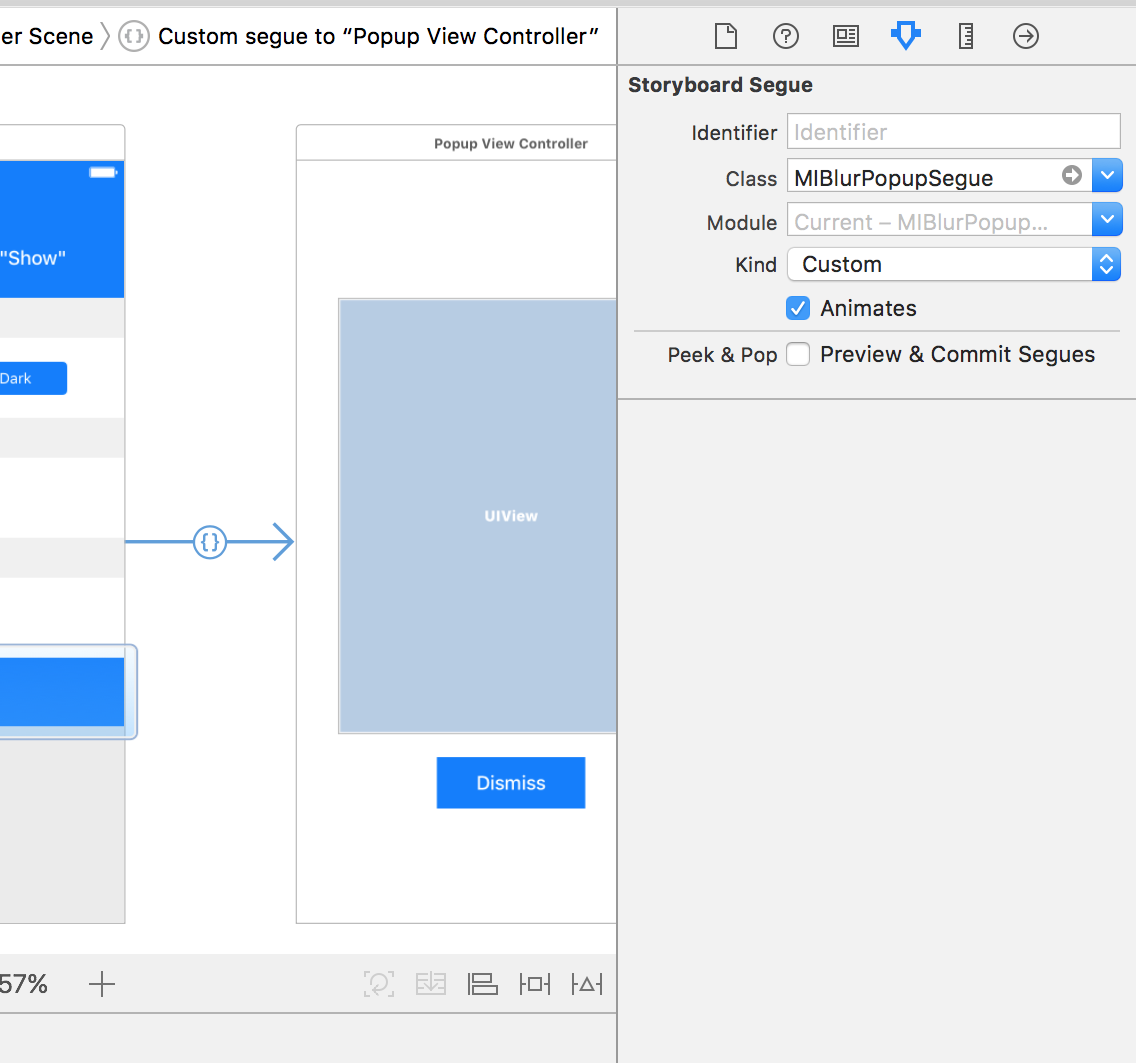 er Scene Custom segue to “Popup View Controller”
Storyboard Segue
Identifier Identifier
Class MIBlurPopupSegue
Module Current – MIBlurPopup...
Kind Custom
Animates
Peek & Pop Preview & Commit Segues
Popup View Controller
"Show"
Dark
UIView
{}
Dismiss
57%